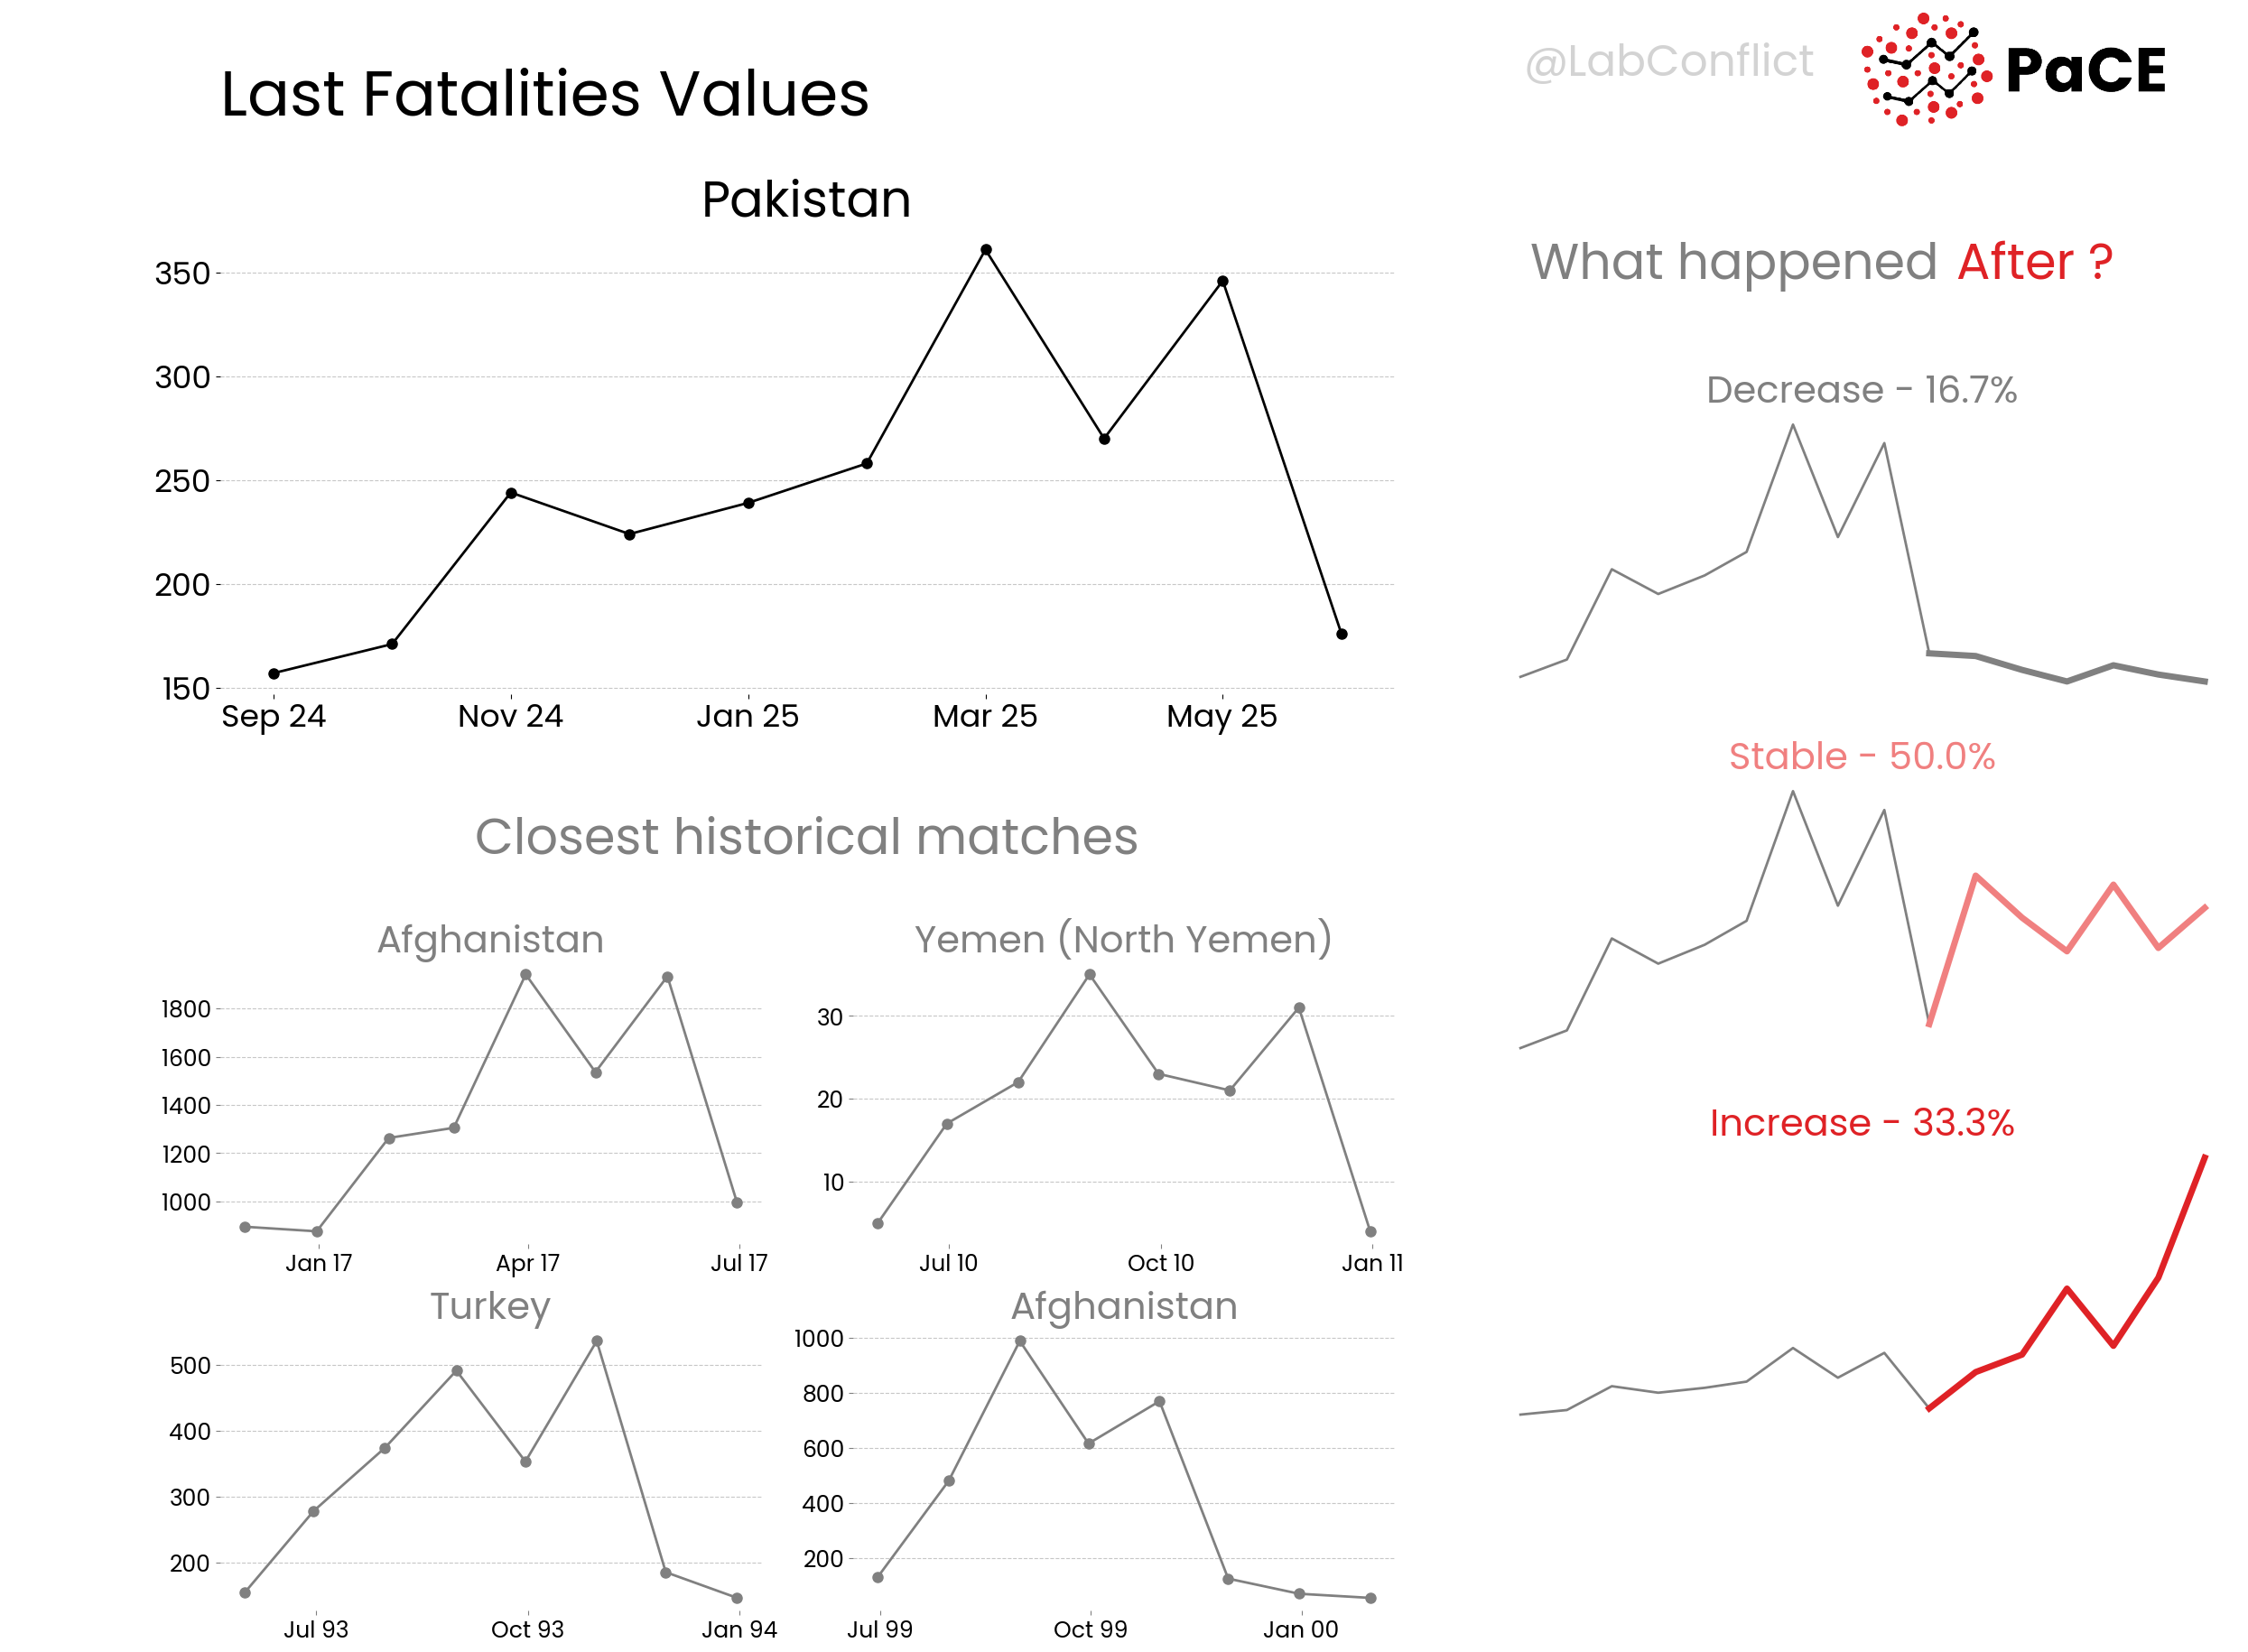 @LabConflict
PaCE
Last Fatalities Values
Pakistan
350
300
250
200
150
Sep 24 Nov 24 Jan 25 Mar 25 May 25
What happened After ?
Decrease - 16.7%
Stable - 50.0%
Increase - 33.3%
Closest historical matches
Afghanistan
1800
1600
1400
1200
1000
Jan 17 Apr 17 Jul 17
Yemen (North Yemen)
30
20
10
Jul 10 Oct 10 Jan 11
Turkey
500
400
300
200
Jul 93 Oct 93 Jan 94
Afghanistan
1000
800
600
400
200
Jul 99 Oct 99 Jan 00